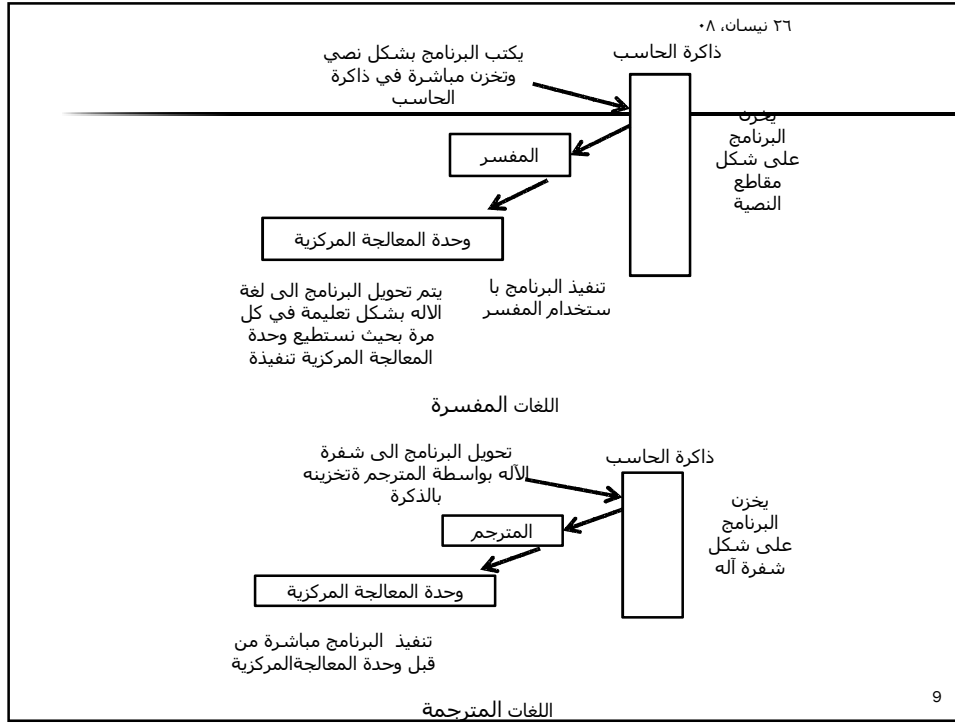 ٢٦ نيسان، ٠٨
ذاكرة الحاسب
يكتب البرنامج بشكل نصي
وتخزن مباشرة في ذاكرة
الحاسب
يخزن
البرنامج
على شكل
مقاطع
النصية
المفسر
وحدة المعالجة المركزية
تنفيذ البرنامج با
ستخدام المفسر
يتم تحويل البرنامج الى لغة
الاله بشكل تعليمة في كل
مرة بحيث نستطيع وحدة
المعالجة المركزية تنفيذة
اللغات المفسرة
ذاكرة الحاسب
تحويل البرنامج الى شفرة
الآله بواسطة المترجم ةتخزينه
بالذكرة
يخزن
البرنامج
على شكل
شفرة آله
المترجم
وحدة المعالجة المركزية
تنفيذ البرنامج مباشرة من
قبل وحدة المعالجةالمركزية
اللغات المترجمة
9